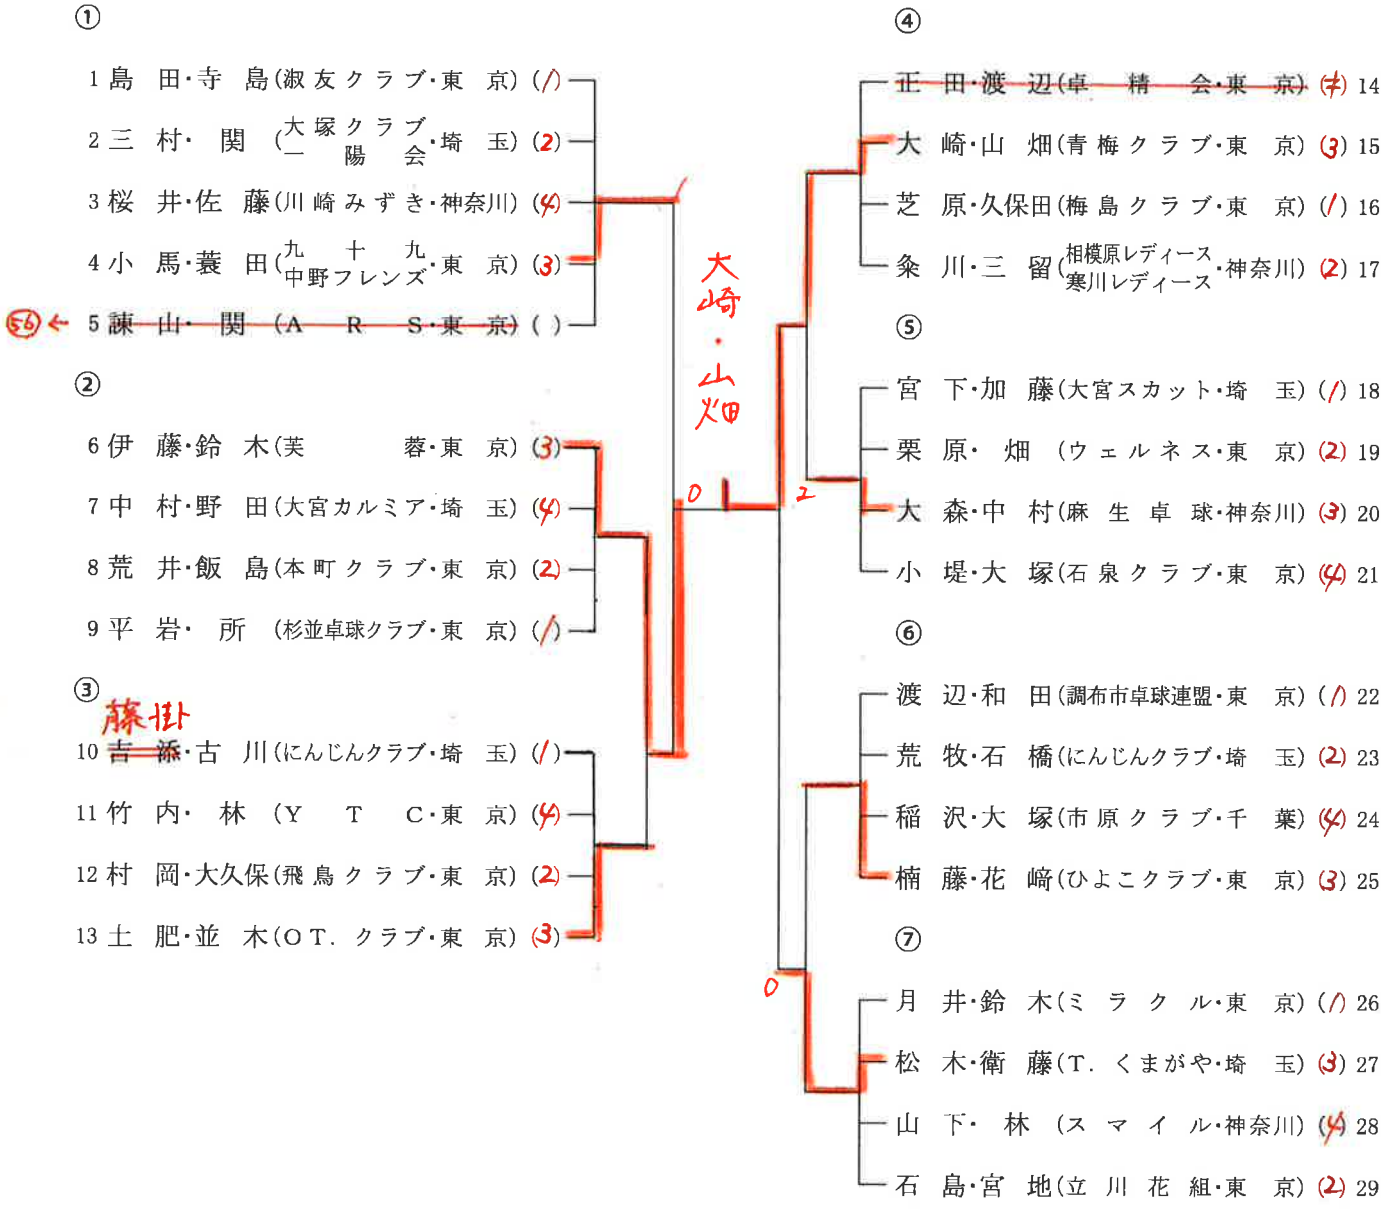 ①
1 島田・寺島(淑友クラブ・東京)(1)
2 三村・関(大塚クラブ 一陽会・埼玉)(2)
3 桜井・佐藤(川崎みずき・神奈川)(4)
4 小馬・蓑田(九十九 中野フレンズ・東京)(3)
56 ← 5 諫山・関(ARS・東京)( )
②
6 伊藤・鈴木(芙蓉・東京)(3)
7 中村・野田(大宮カルミア・埼玉)(4)
8 荒井・飯島(本町クラブ・東京)(2)
9 平岩・所(杉並卓球クラブ・東京)(1)
③
藤掛
10 吉添・古川(にんじんクラブ・埼玉)(1)
11 竹内・林(YTC・東京)(4)
12 村岡・大久保(飛鳥クラブ・東京)(2)
13 土肥・並木(OT.クラブ・東京)(3)
大崎・山畑
0
2
0
④
正田・渡辺(卓精会・東京)(4) 14
大崎・山畑(青梅クラブ・東京)(3) 15
芝原・久保田(梅島クラブ・東京)(1) 16
粂川・三留(相模原レディース 寒川レディース・神奈川)(2) 17
⑤
宮下・加藤(大宮スカット・埼玉)(1) 18
栗原・畑(ウェルネス・東京)(2) 19
大森・中村(麻生卓球・神奈川)(3) 20
小堤・大塚(石泉クラブ・東京)(4) 21
⑥
渡辺・和田(調布市卓球連盟・東京)(1) 22
荒牧・石橋(にんじんクラブ・埼玉)(2) 23
稲沢・大塚(市原クラブ・千葉)(4) 24
楠藤・花﨑(ひよこクラブ・東京)(3) 25
⑦
月井・鈴木(ミラクル・東京)(1) 26
松木・衛藤(T.くまがや・埼玉)(3) 27
山下・林(スマイル・神奈川)(4) 28
石島・宮地(立川花組・東京)(2) 29